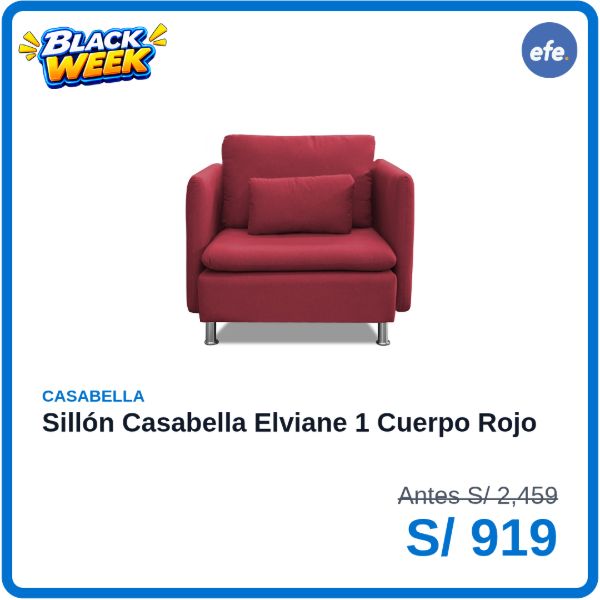 BLACK
WEEK
efe.
CASABELLA
Sillón Casabella Elviane 1 Cuerpo Rojo
Antes S/ 2,459
S/ 919